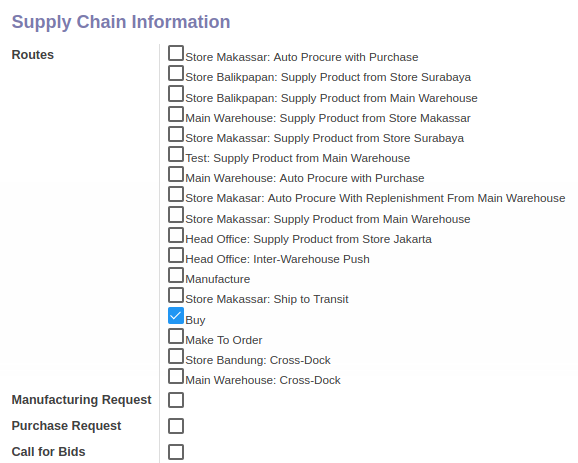 Supply Chain Information
Routes
Store Makassar: Auto Procure with Purchase
Store Balikpapan: Supply Product from Store Surabaya
Store Balikpapan: Supply Product from Main Warehouse
Main Warehouse: Supply Product from Store Makassar
Store Makassar: Supply Product from Store Surabaya
Test: Supply Product from Main Warehouse
Main Warehouse: Auto Procure with Purchase
Store Makasar: Auto Procure With Replenishment From Main Warehouse
Store Makassar: Supply Product from Main Warehouse
Head Office: Supply Product from Store Jakarta
Head Office: Inter-Warehouse Push
Manufacture
Store Makassar: Ship to Transit
Buy
Make To Order
Store Bandung: Cross-Dock
Main Warehouse: Cross-Dock
Manufacturing Request
Purchase Request
Call for Bids